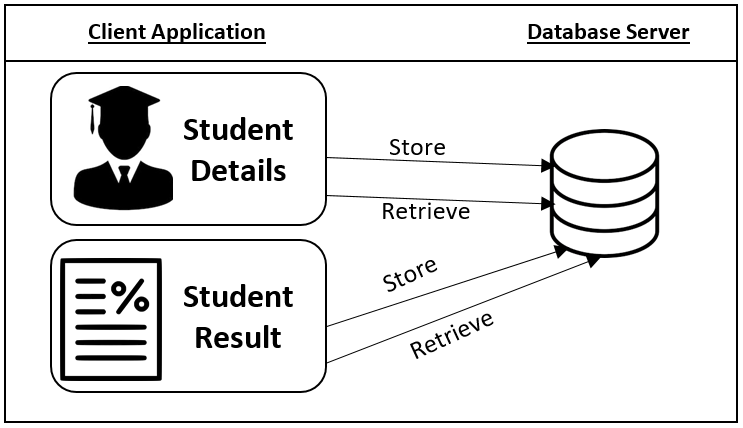 Client Application
Database Server
Student
Details
Store
Retrieve
%
Student
Result
Store
Retrieve